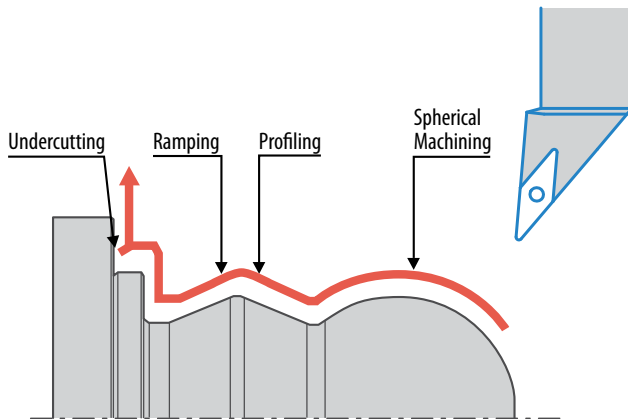 Undercutting
Ramping
Profiling
Spherical
Machining